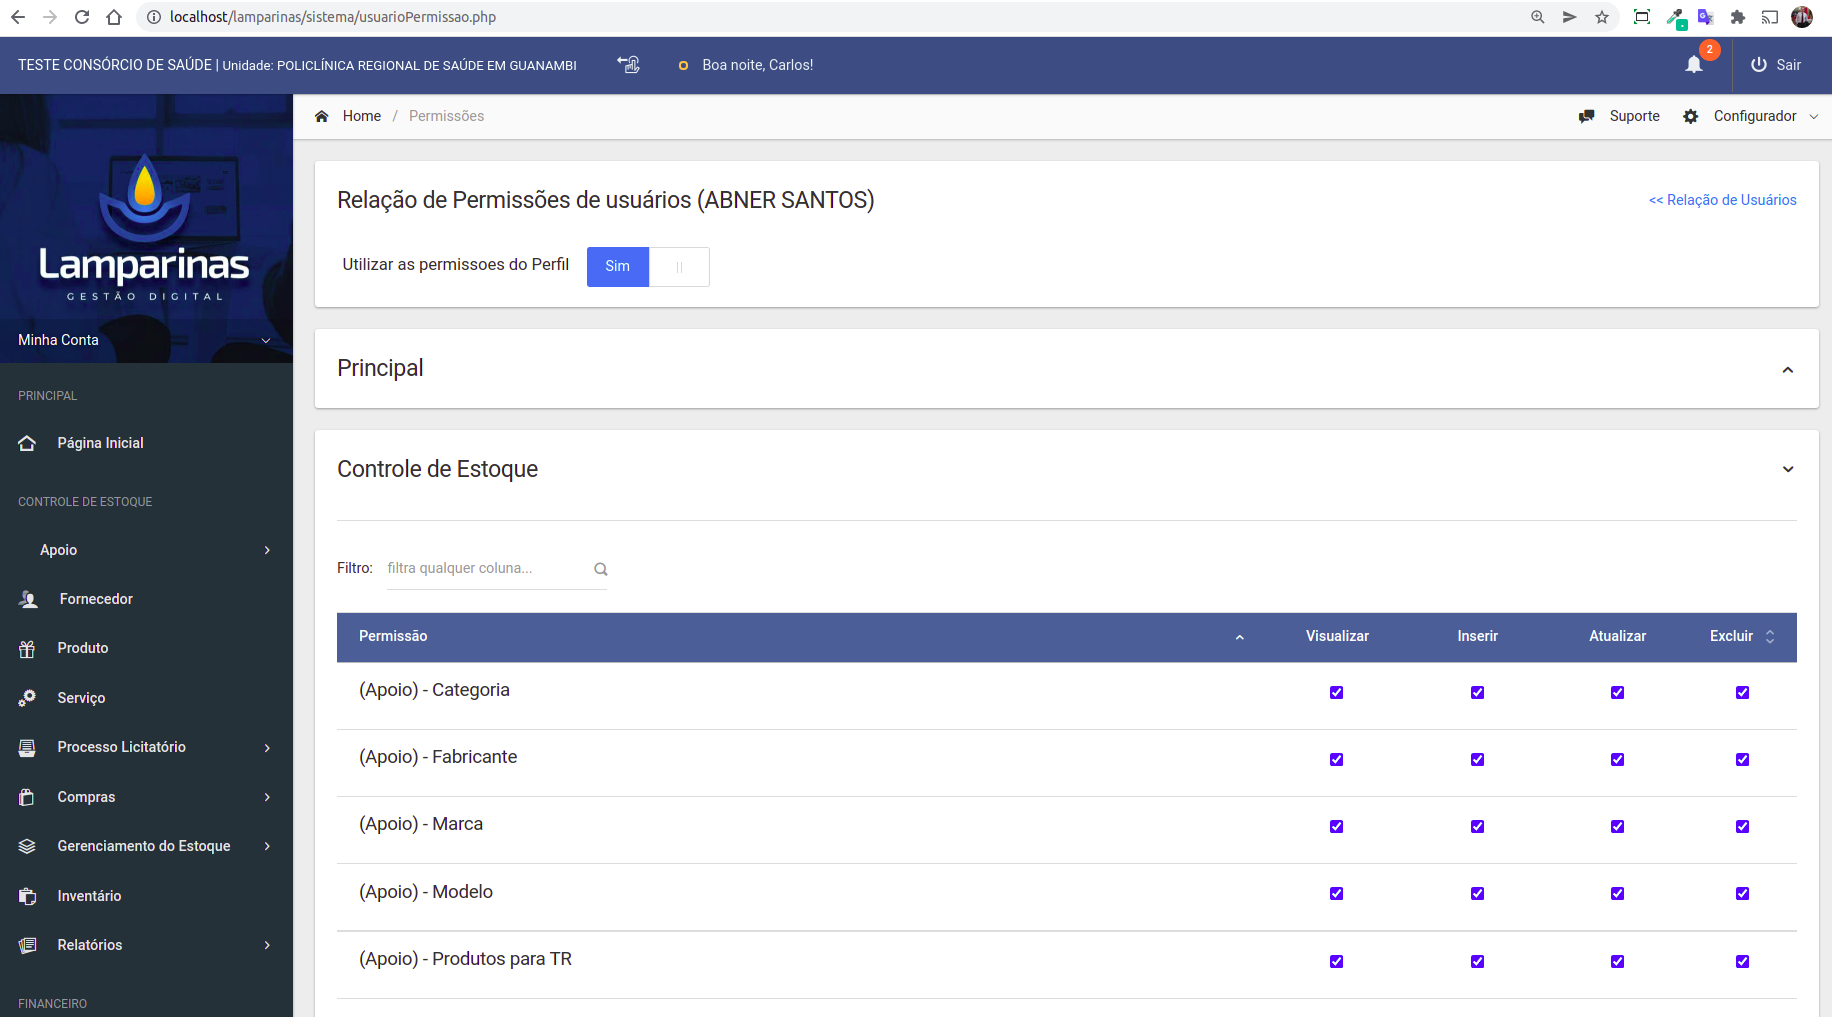 localhost/lamparinas/sistema/usuarioPermissao.php
TESTE CONSÓRCIO DE SAÚDE | Unidade: POLICLÍNICA REGIONAL DE SAÚDE EM GUANAMBI
Boa noite, Carlos!
2
Sair
Lamparinas
GESTÃO DIGITAL
Minha Conta
PRINCIPAL
Página Inicial
CONTROLE DE ESTOQUE
Apoio
Fornecedor
Produto
Serviço
Processo Licitatório
Compras
Gerenciamento do Estoque
Inventário
Relatórios
FINANCEIRO
Home / Permissões
Suporte
Configurador
Relação de Permissões de usuários (ABNER SANTOS)
<< Relação de Usuários
Utilizar as permissoes do Perfil
Sim
Principal
Controle de Estoque
Filtro: filtra qualquer coluna...
Permissão Visualizar Inserir Atualizar Excluir
(Apoio) - Categoria
(Apoio) - Fabricante
(Apoio) - Marca
(Apoio) - Modelo
(Apoio) - Produtos para TR